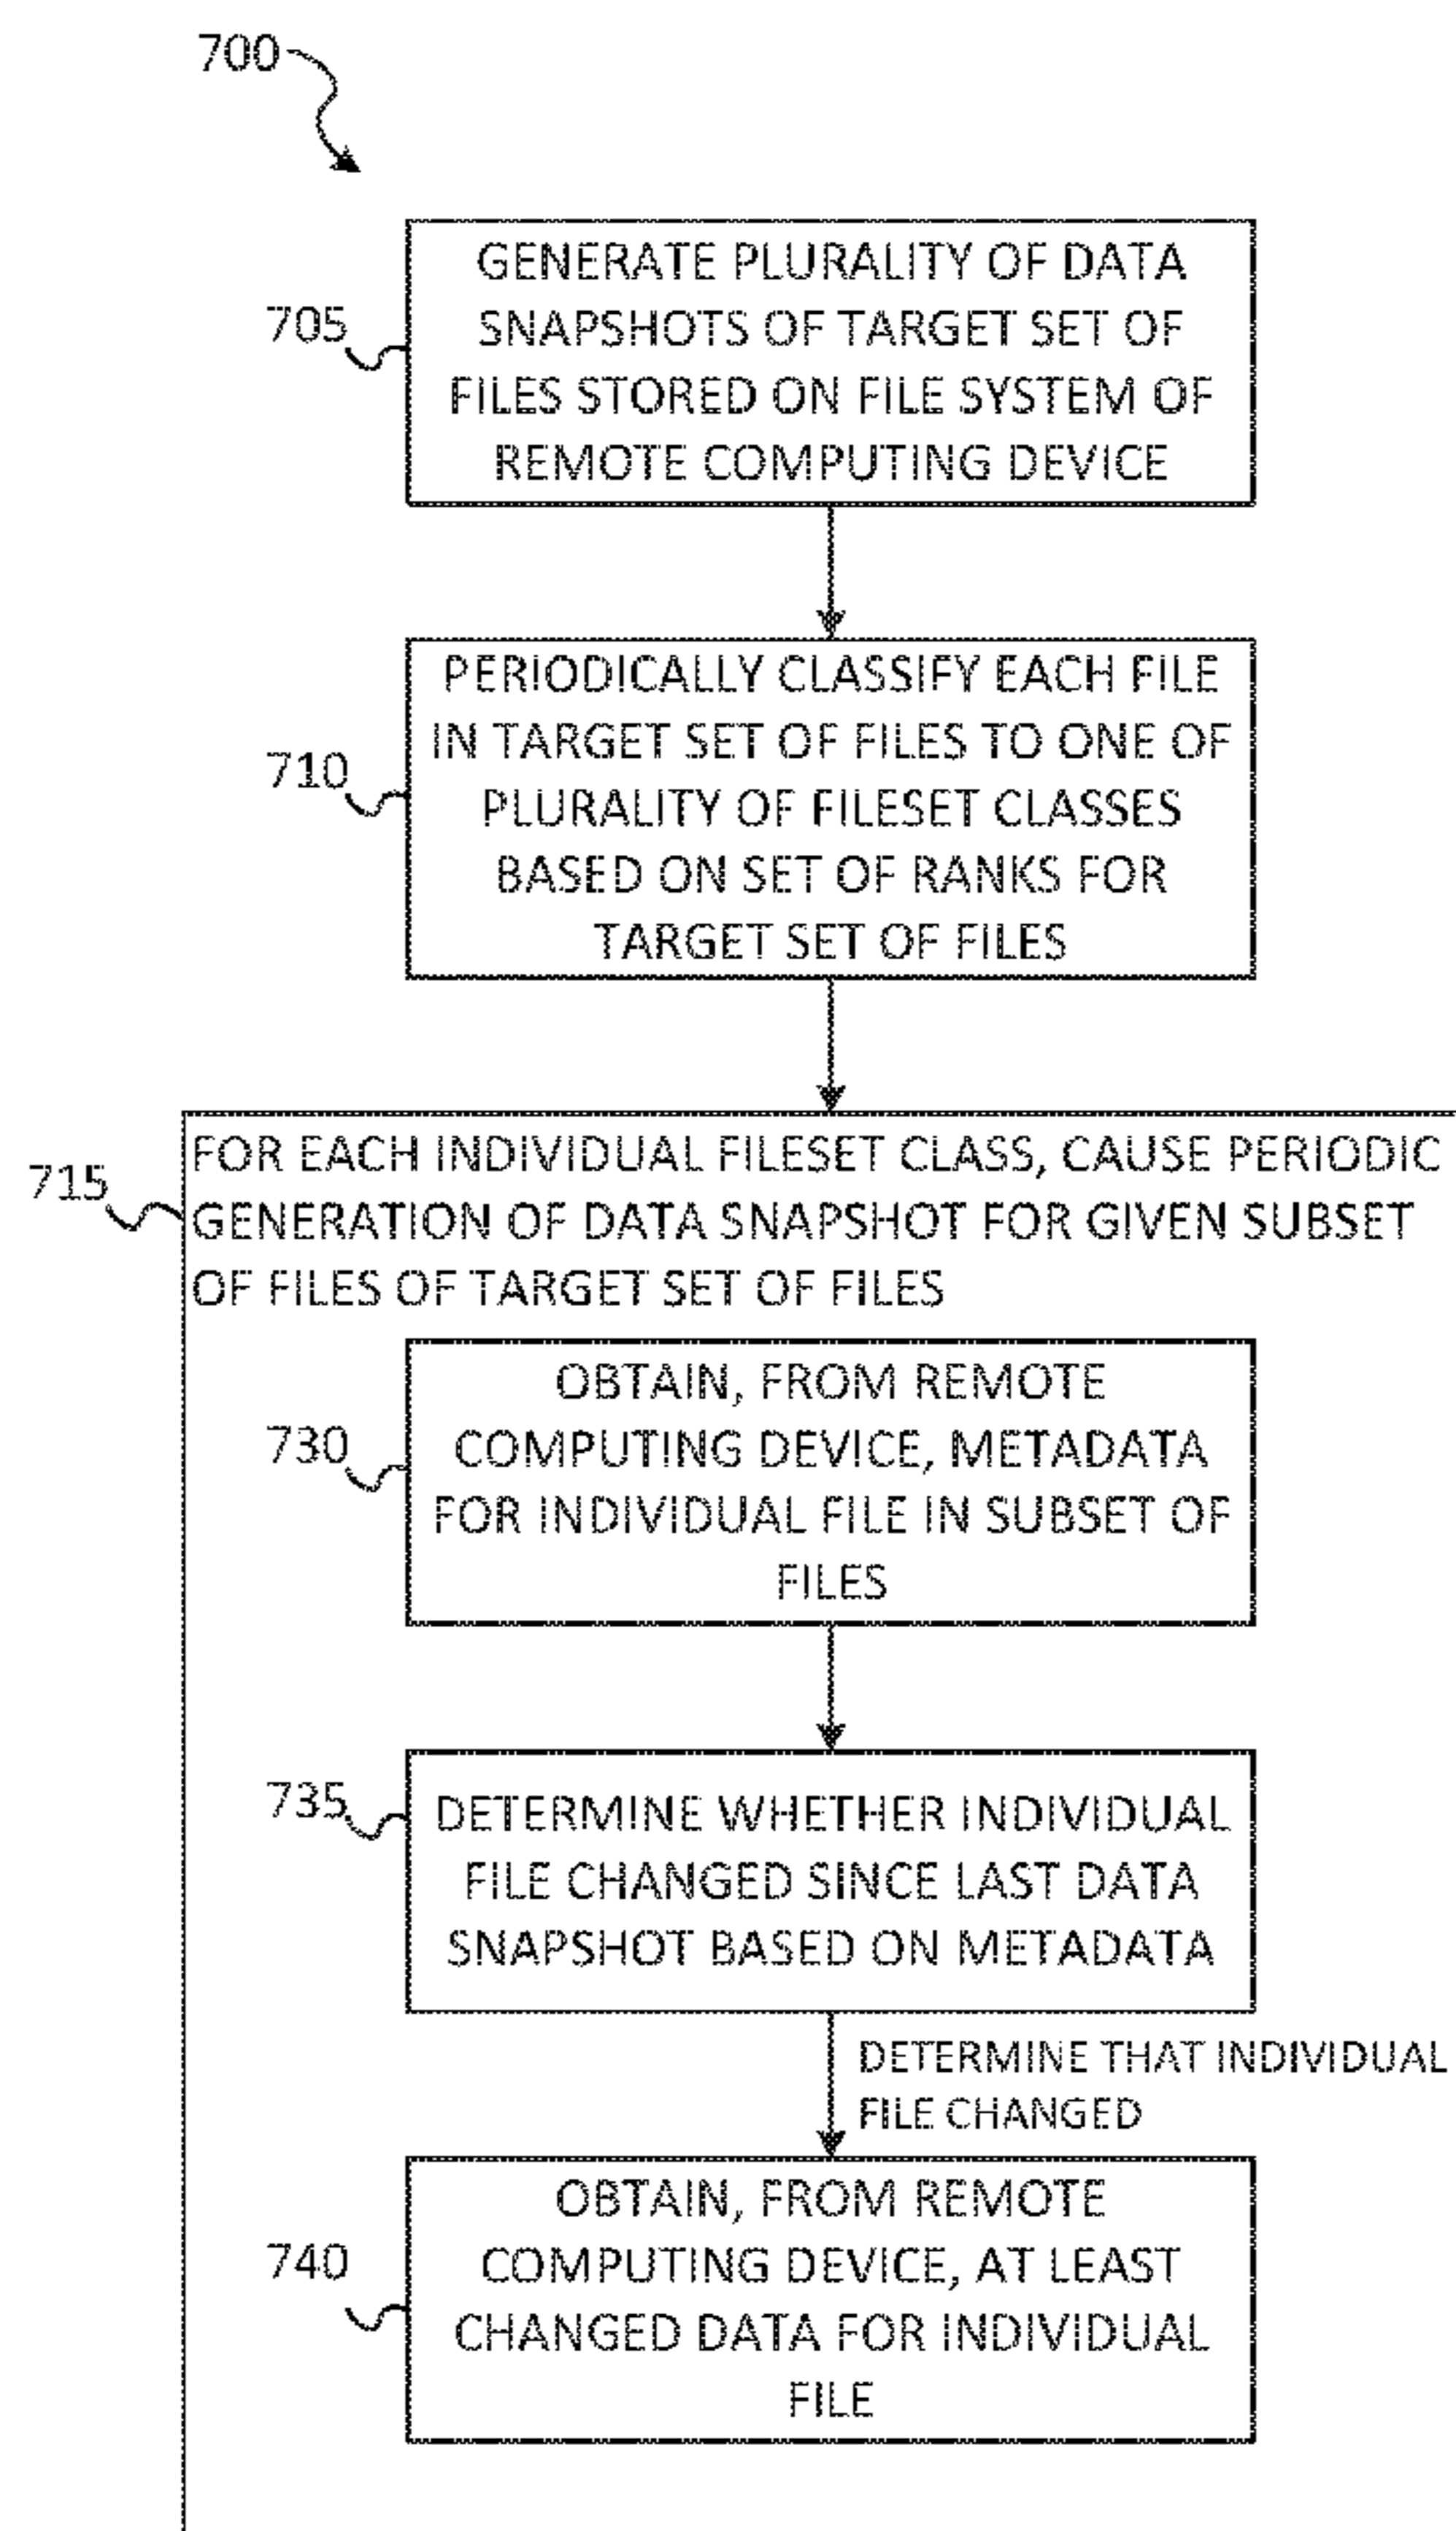 700
705
GENERATE PLURALITY OF DATA
SNAPSHOTS OF TARGET SET OF
FILES STORED ON FILE SYSTEM OF
REMOTE COMPUTING DEVICE
710
PERIODICALLY CLASSIFY EACH FILE
IN TARGET SET OF FILES TO ONE OF
PLURALITY OF FILESET CLASSES
BASED ON SET OF RANKS FOR
TARGET SET OF FILES
715
FOR EACH INDIVIDUAL FILESET CLASS, CAUSE PERIODIC
GENERATION OF DATA SNAPSHOT FOR GIVEN SUBSET
OF FILES OF TARGET SET OF FILES
730
OBTAIN, FROM REMOTE
COMPUTING DEVICE, METADATA
FOR INDIVIDUAL FILE IN SUBSET OF
FILES
735
DETERMINE WHETHER INDIVIDUAL
FILE CHANGED SINCE LAST DATA
SNAPSHOT BASED ON METADATA
DETERMINE THAT INDIVIDUAL
FILE CHANGED
740
OBTAIN, FROM REMOTE
COMPUTING DEVICE, AT LEAST
CHANGED DATA FOR INDIVIDUAL
FILE